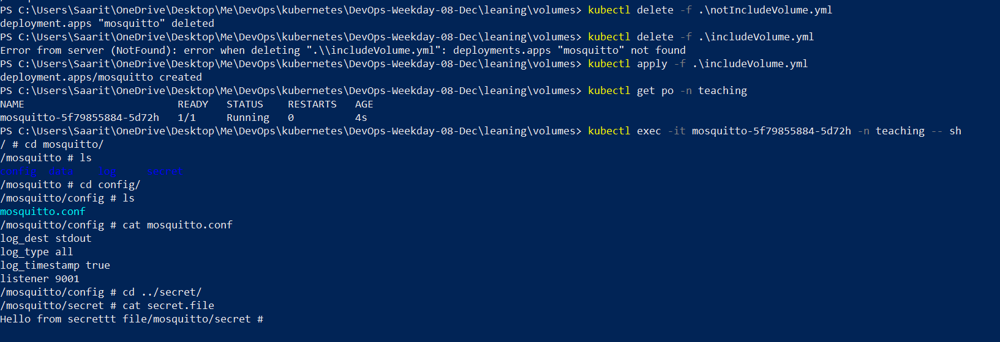 PS C:\Users\Saarit\OneDrive\Desktop\Me\DevOps\kubernetes\DevOps-Weekday-08-Dec\leaning\volumes> kubectl delete -f .\notIncludeVolume.yml
deployment.apps "mosquitto" deleted
PS C:\Users\Saarit\OneDrive\Desktop\Me\DevOps\kubernetes\DevOps-Weekday-08-Dec\leaning\volumes> kubectl delete -f .\includeVolume.yml
Error from server (NotFound): error when deleting ".\\includeVolume.yml": deployments.apps "mosquitto" not found
PS C:\Users\Saarit\OneDrive\Desktop\Me\DevOps\kubernetes\DevOps-Weekday-08-Dec\leaning\volumes> kubectl apply -f .\includeVolume.yml
deployment.apps/mosquitto created
PS C:\Users\Saarit\OneDrive\Desktop\Me\DevOps\kubernetes\DevOps-Weekday-08-Dec\leaning\volumes> kubectl get po -n teaching
NAME READY STATUS RESTARTS AGE
mosquitto-5f79855884-5d72h 1/1 Running 0 4s
PS C:\Users\Saarit\OneDrive\Desktop\Me\DevOps\kubernetes\DevOps-Weekday-08-Dec\leaning\volumes> kubectl exec -it mosquitto-5f79855884-5d72h -n teaching -- sh
/ # cd mosquitto/
/mosquitto # ls
config data log secret
/mosquitto # cd config/
/mosquitto/config # ls
mosquitto.conf
/mosquitto/config # cat mosquitto.conf
log_dest stdout
log_type all
log_timestamp true
listener 9001
/mosquitto/config # cd ../secret/
/mosquitto/secret # cat secret.file
Hello from secrettt file/mosquitto/secret #